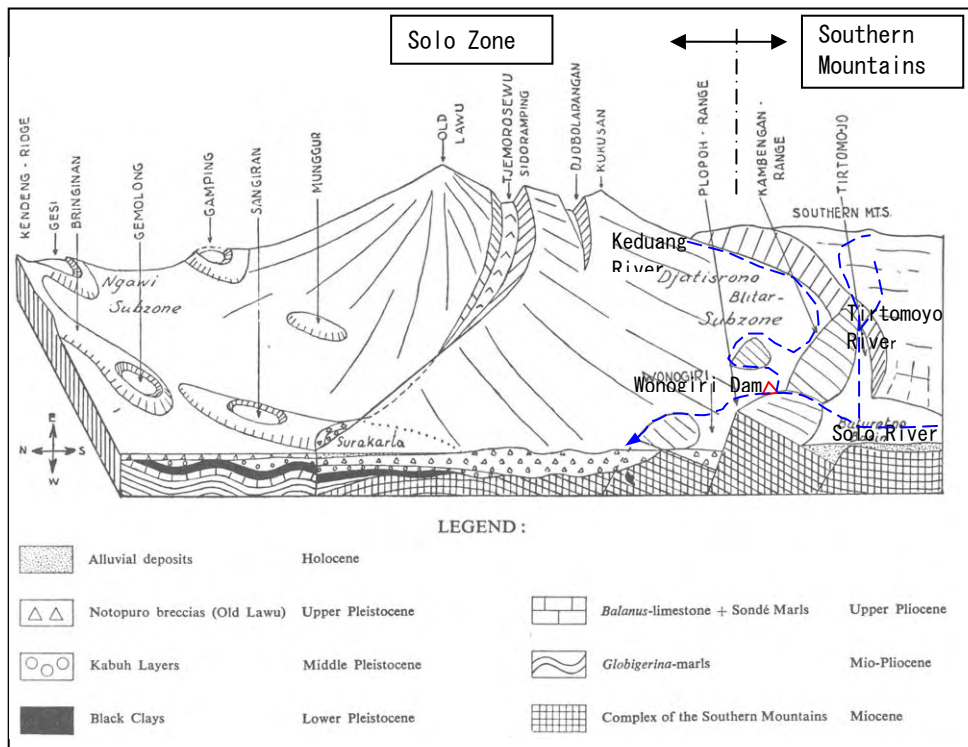 Solo Zone
Southern
Mountains
KENDENG - RIDGE
GESI
BRINGINAN
GEMOLONG
GAMPING
SANGIRAN
MUNGGUR
OLD
LAWU
TJEMOROSEWU
SIDORAMPING
DJOBOLARANGAN
KUKUSAN
PLOPOH - RANGE
KAMBENGAN-
RANGE
TIRTOMOJO
SOUTHERN MTS.
Ngawi
Subzone
Keduang
River
Djatisrono
Blitar-
Subzone
Tirtomoyo
River
WONOGIRI
Wonogiri Dam
Surakarta
Solo River
N
E
S
W
LEGEND :
Alluvial deposits Holocene
Notopuro breccias (Old Lawu) Upper Pleistocene
Kabuh Layers Middle Pleistocene
Black Clays Lower Pleistocene
Balanus-limestone + Sondé Marls Upper Pliocene
Globigerina-marls Mio-Pliocene
Complex of the Southern Mountains Miocene